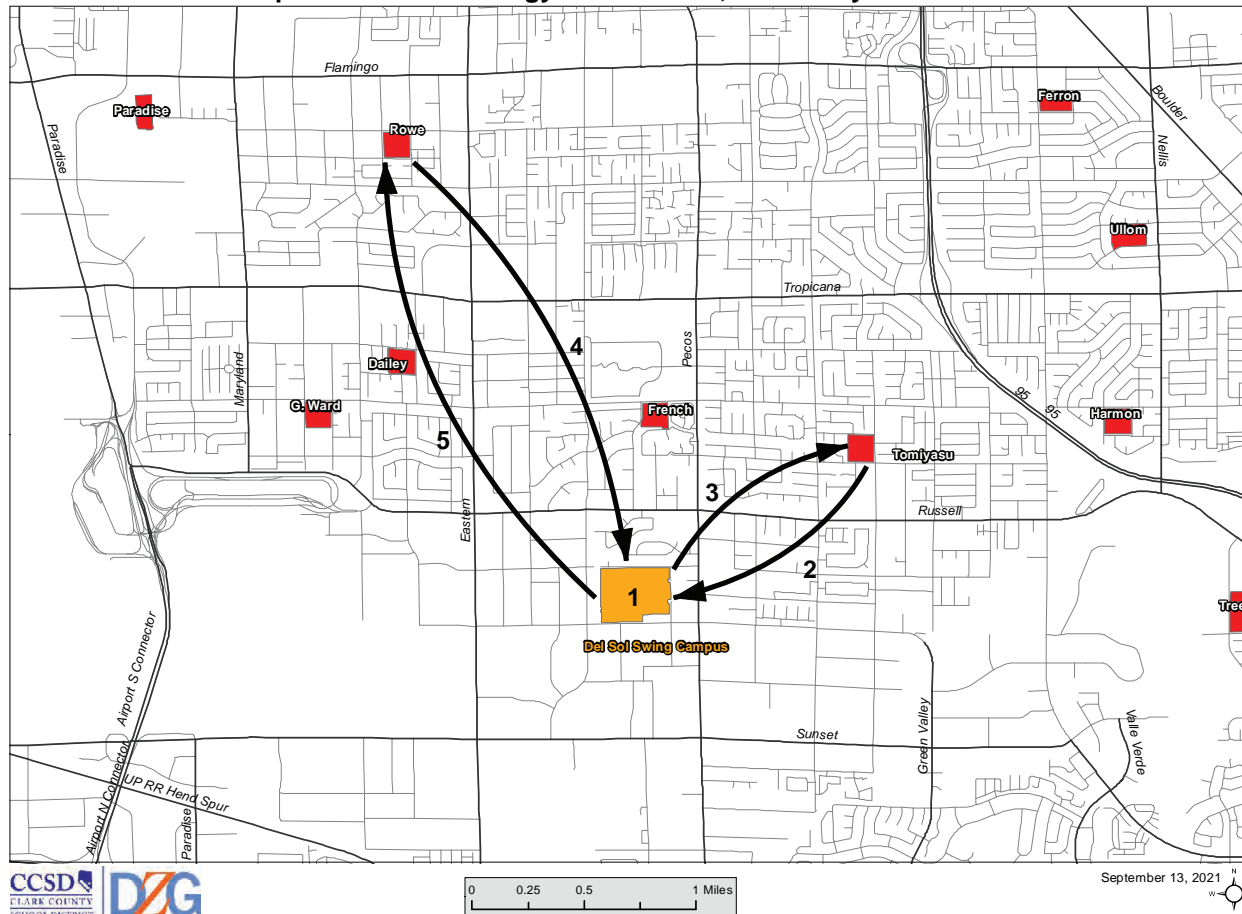 Flamingo
Paradise
Rowe
Ferron
Boulder
Paradise
Nellis
Ullom
Tropicana
Maryland
Dailey
4
Pecos
95
95
G. Ward
French
Harmon
5
Tomiyasu
3
Eastern
Russell
2
1
Del Sol Swing Campus
Airport S Connector
Green Valley
Sunset
Valle Verde
Airport N Connector
UP RR Hend Spur
Paradise
CCSD
CLARK COUNTY
SCHOOL DISTRICT
DZG
0 0.25 0.5 1 Miles
September 13, 2021
W